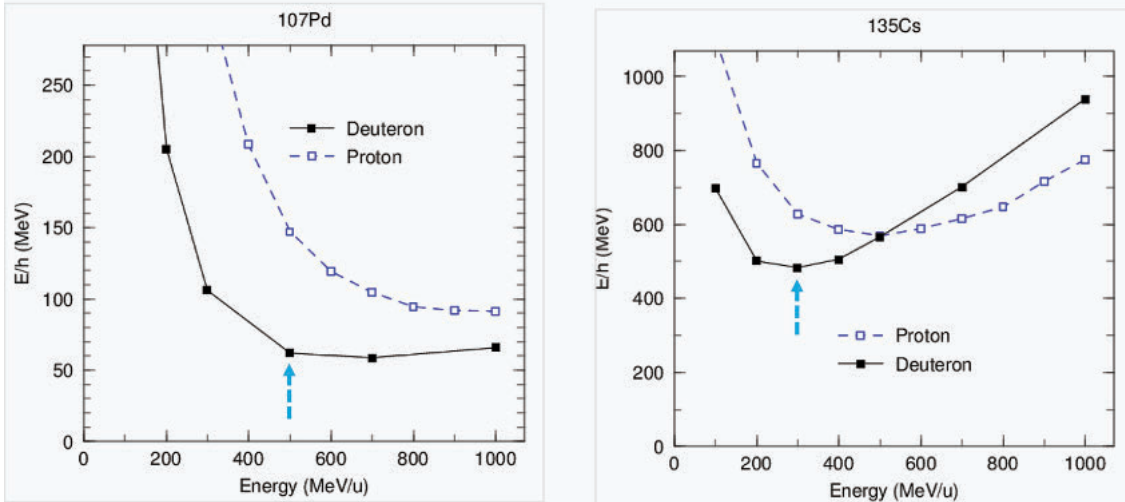 107Pd
250
200
150
100
50
0
E/h (MeV)
Deuteron
Proton
0 200 400 600 800 1000
Energy (MeV/u)
135Cs
1000
800
600
400
200
0
E/h (MeV)
Proton
Deuteron
0 200 400 600 800 1000
Energy (MeV/u)